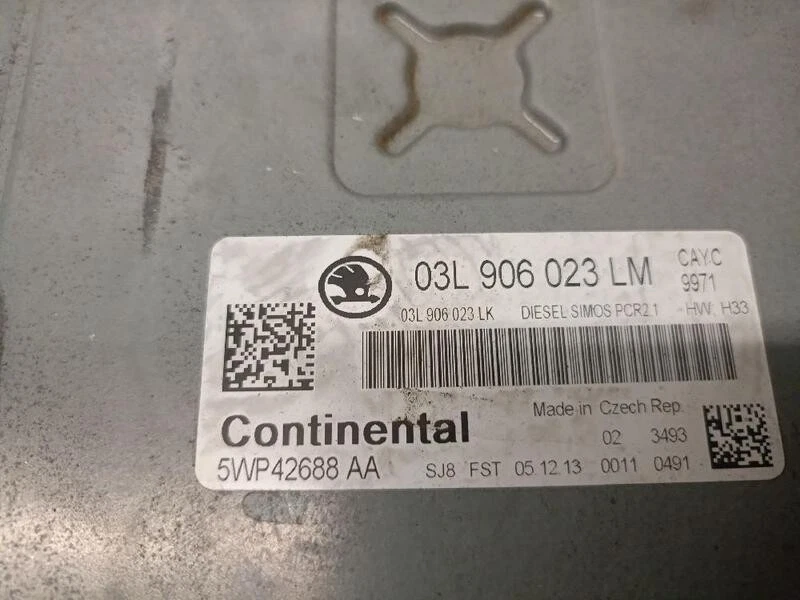 03L 906 023 LM CAYC
9971
03L 906 023 LK DIESEL SIMOS PCR2.1 HW: H33
Continental Made in Czech Rep.
02 3493
5WP42688 AA SJ8 FST 05.12.13 0011 0491